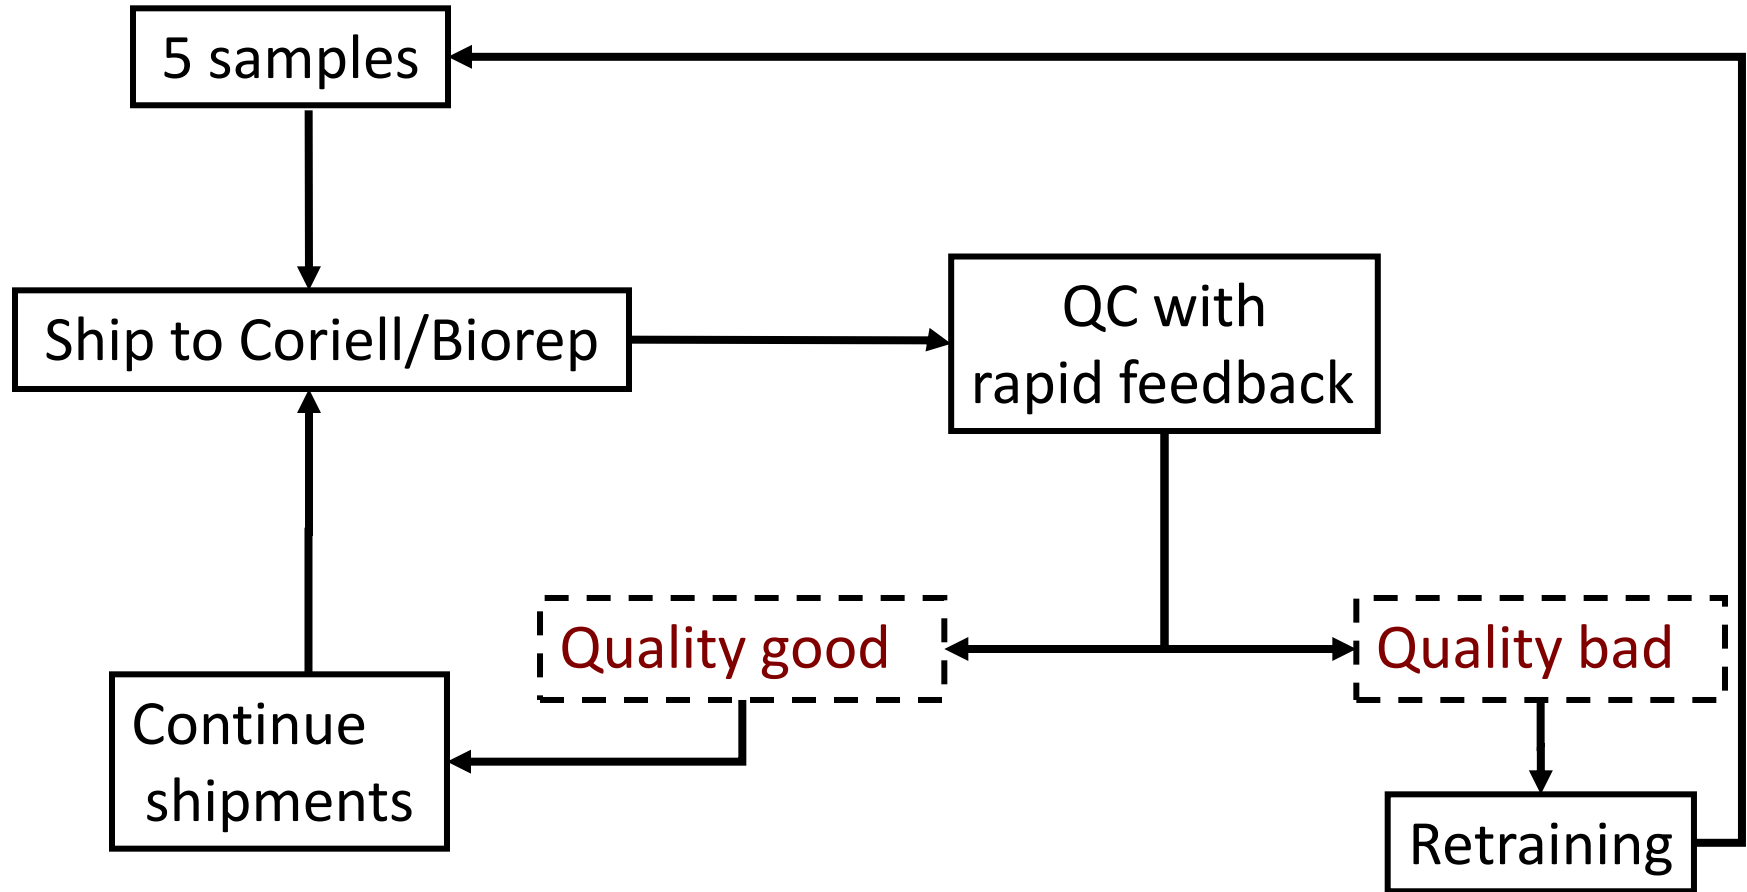 5 samples
Ship to Coriell/Biorep
QC with
rapid feedback
Quality good
Quality bad
Continue
shipments
Retraining